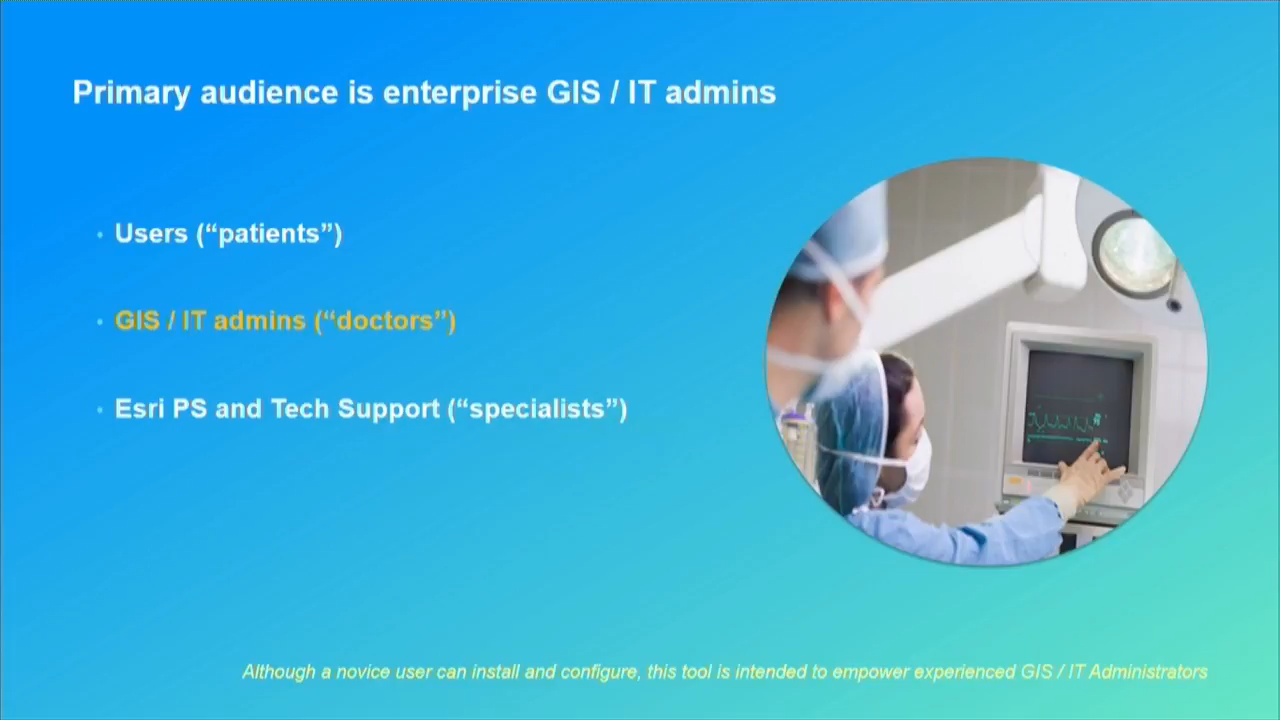 Primary audience is enterprise GIS / IT admins
• Users (“patients”)
• GIS / IT admins (“doctors”)
• Esri PS and Tech Support (“specialists”)
Although a novice user can install and configure, this tool is intended to empower experienced GIS / IT Administrators